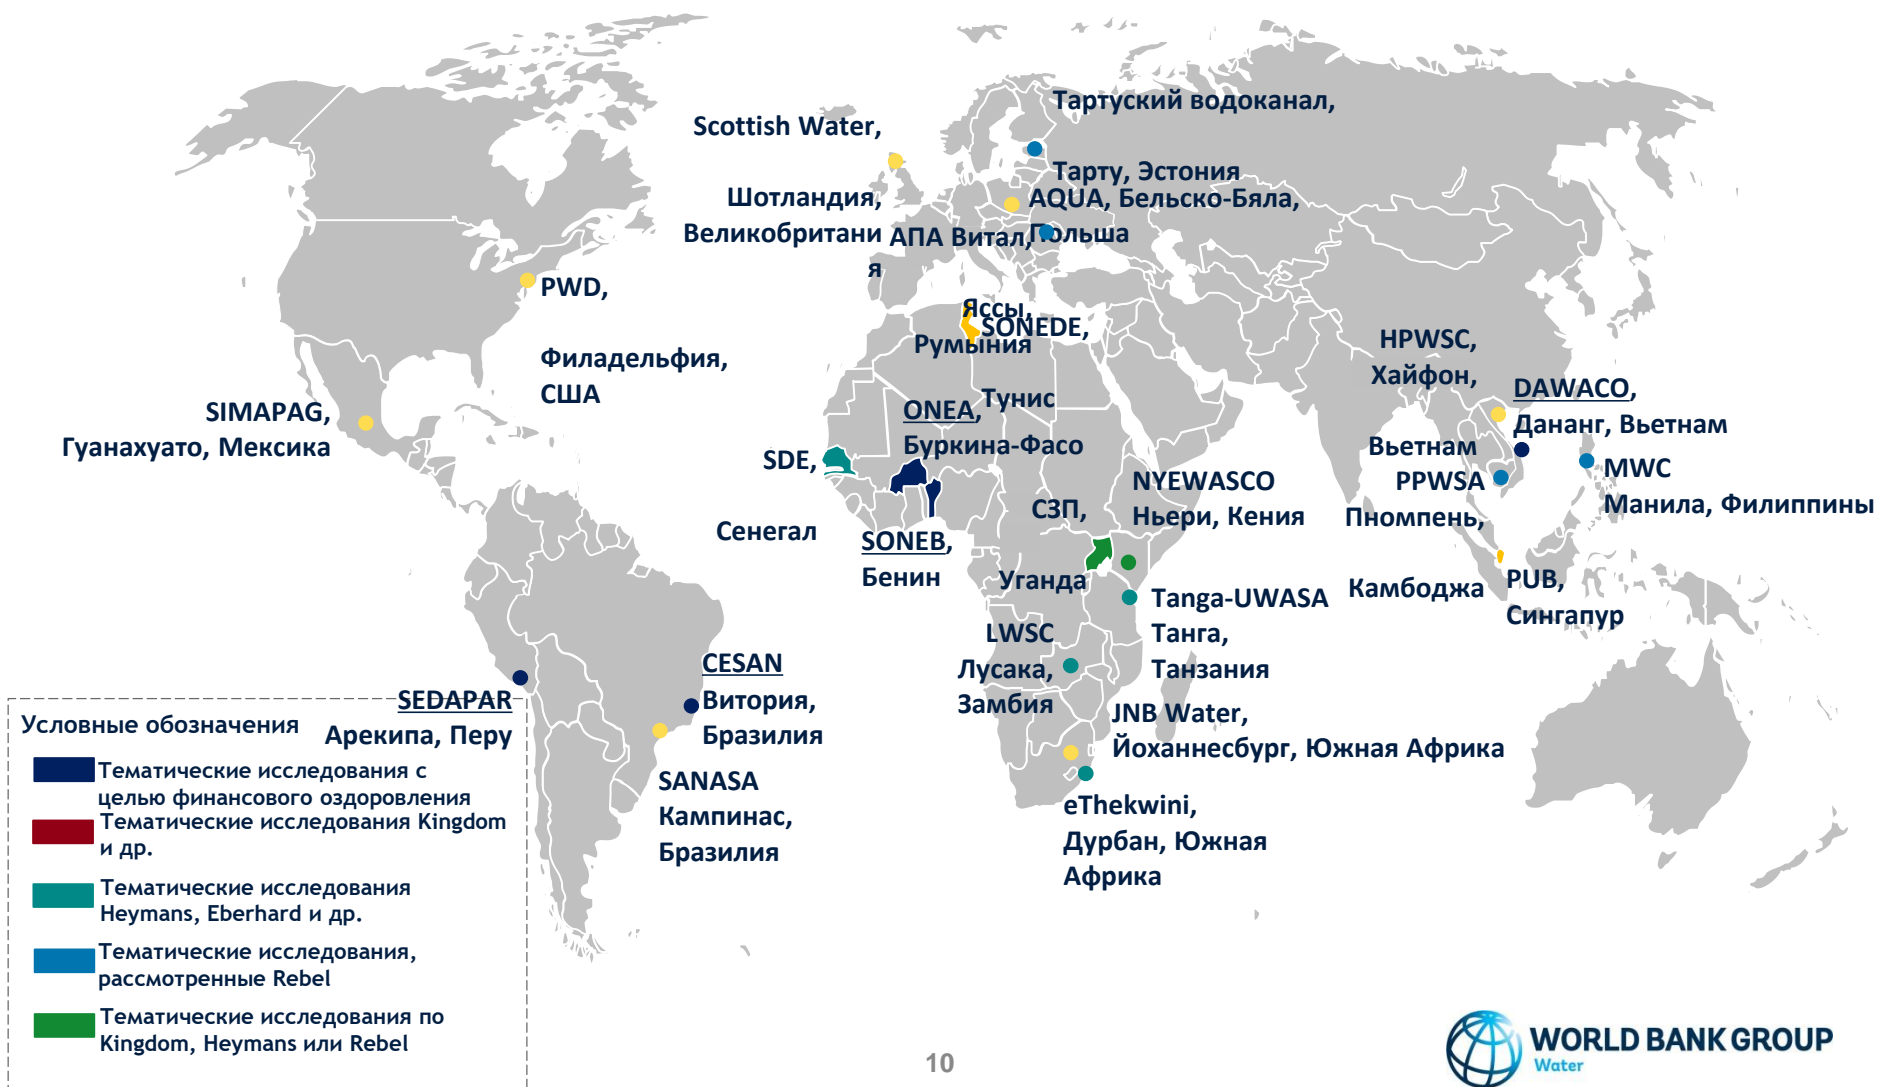 Тартуский водоканал,
Тарту, Эстония
Scottish Water,
Шотландия,
Великобритани
я
AQUA, Бельско-Бяла,
Польша
АПА Витал,
Яссы,
Румыния
SONEDE,
Тунис
PWD,
Филадельфия,
США
SIMAPAG,
Гуанахуато, Мексика
HPWSC,
Хайфон,
Вьетнам
DAWACO,
Дананг, Вьетнам
ONEA,
Буркина-Фасо
SDE,
Сенегал
SONEB,
Бенин
СЗП,
Уганда
NYEWASCO
Ньери, Кения
PPWSA
Пномпень,
Камбоджа
MWC
Манила, Филиппины
PUB,
Сингапур
Tanga-UWASA
Танга,
Танзания
LWSC
Лусака,
Замбия
JNB Water,
Йоханнесбург, Южная Африка
eThekwini,
Дурбан, Южная
Африка
CESAN
Витория,
Бразилия
SEDAPAR
Арекипа, Перу
SANASA
Кампинас,
Бразилия
Условные обозначения
Тематические исследования с
целью финансового оздоровления
Тематические исследования Kingdom
и др.
Тематические исследования
Heymans, Eberhard и др.
Тематические исследования,
рассмотренные Rebel
Тематические исследования по
Kingdom, Heymans или Rebel
10
WORLD BANK GROUP
Water